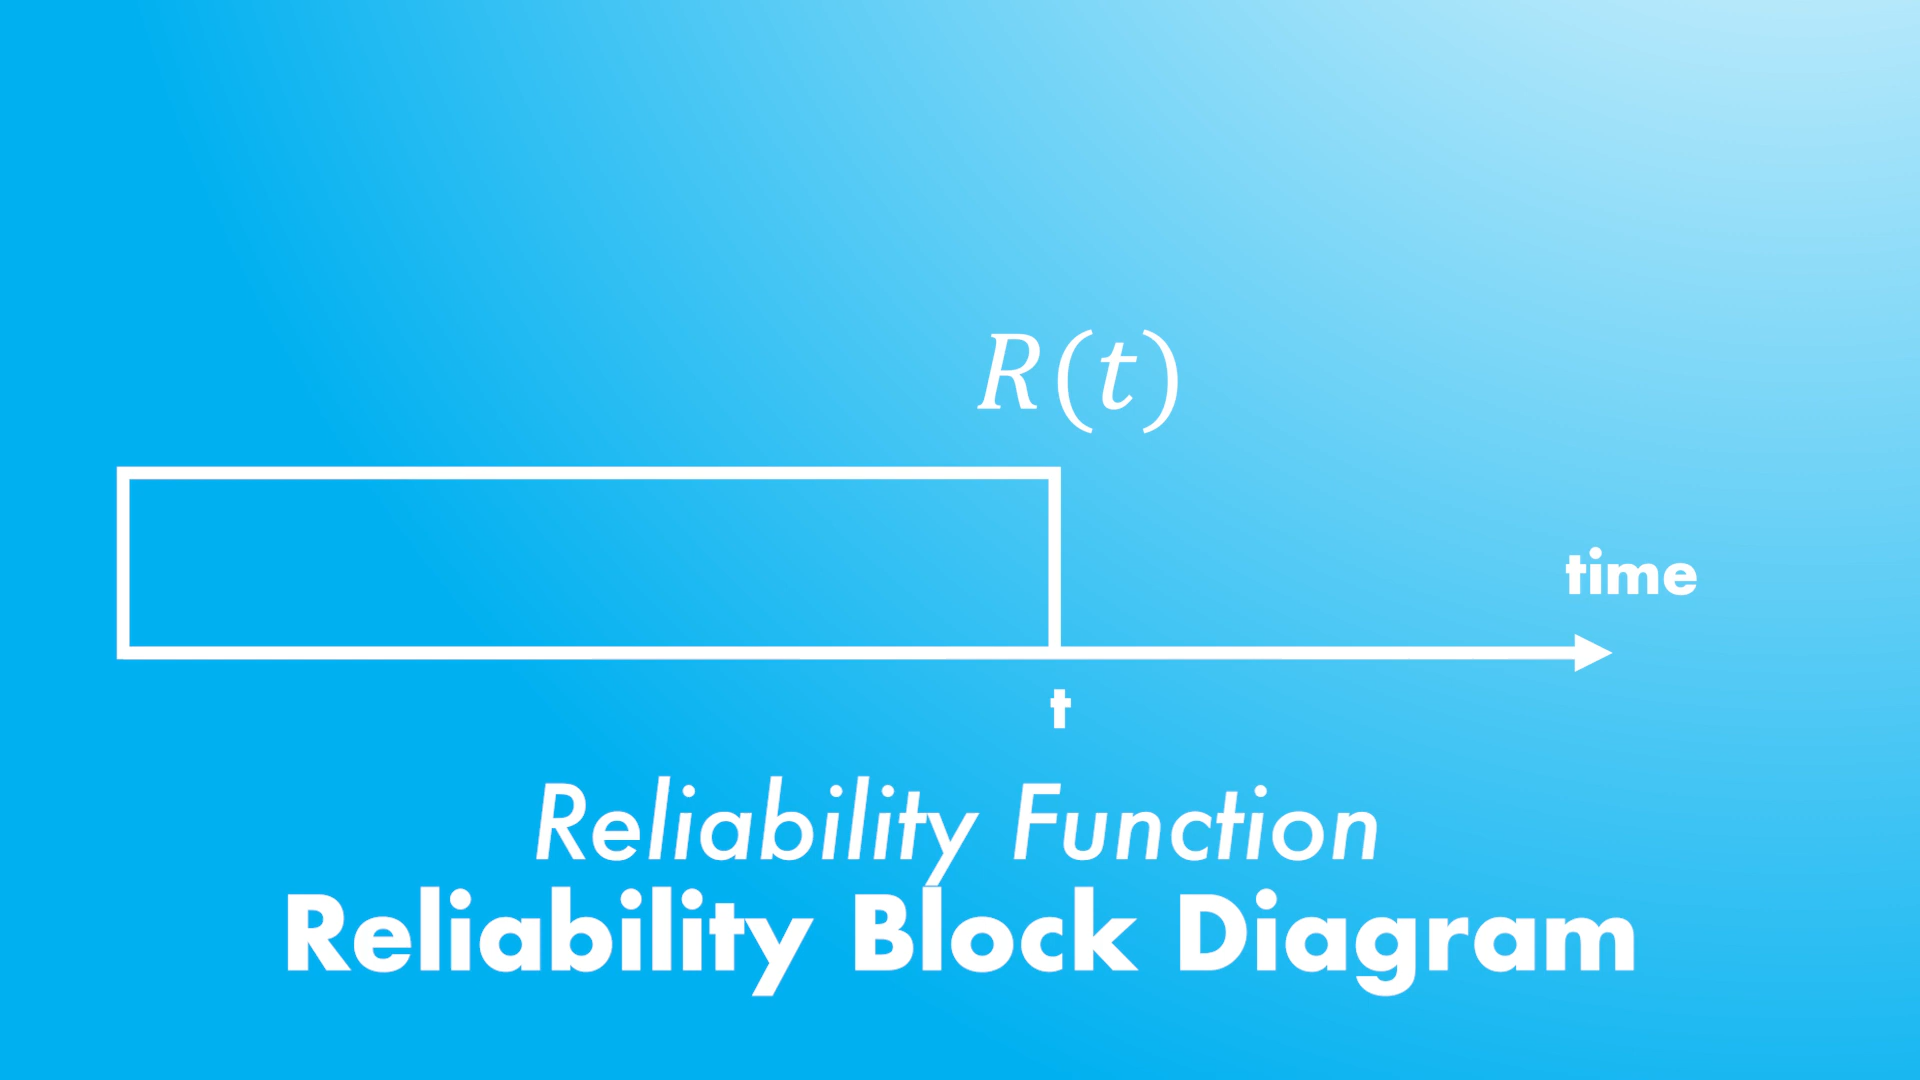 R(t)
time
t
Reliability Function
Reliability Block Diagram